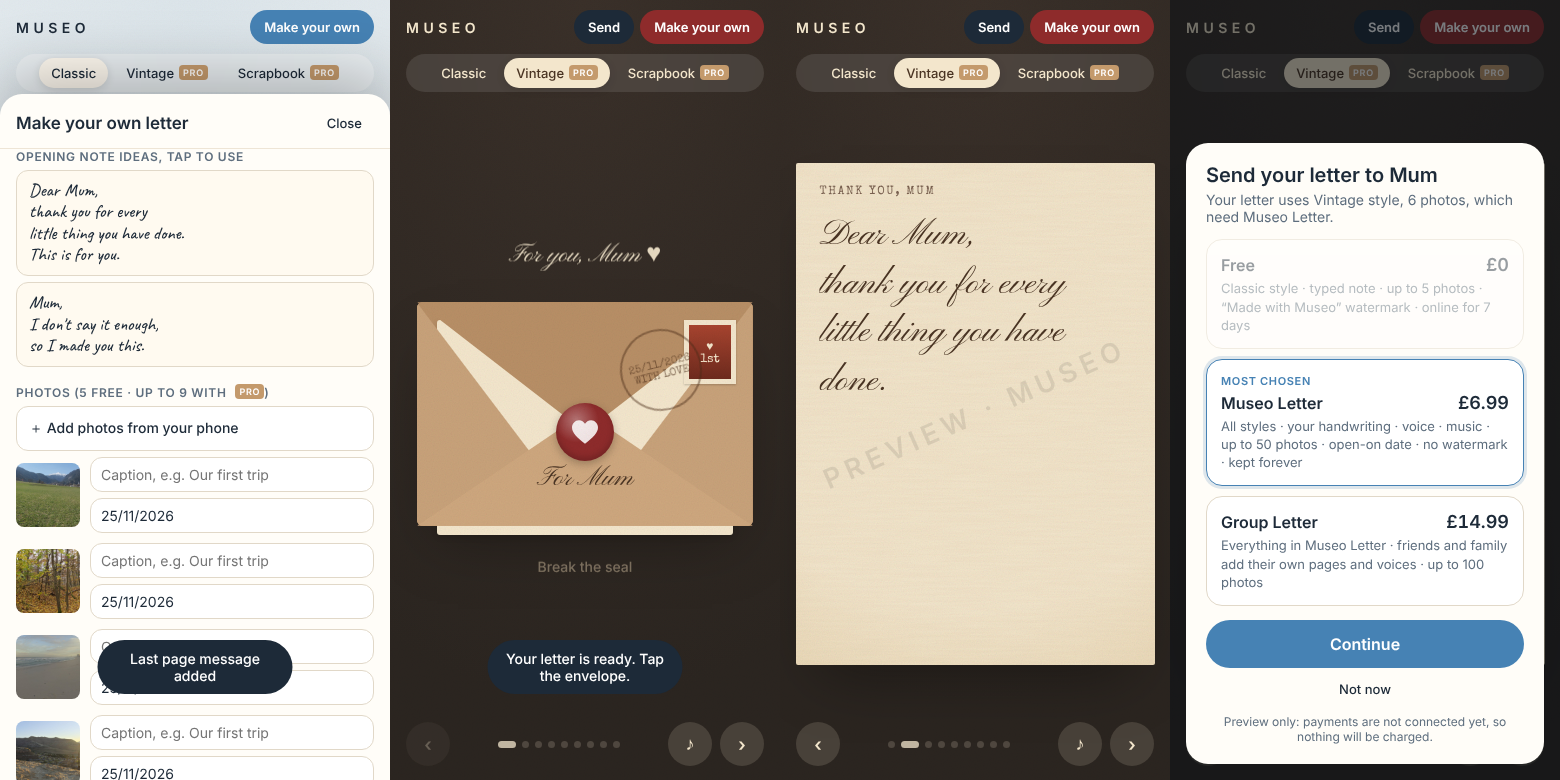 MUSEO
Make your own
Classic
Vintage PRO
Scrapbook PRO
Make your own letter
Close
OPENING NOTE IDEAS, TAP TO USE
Dear Mum,
thank you for every
little thing you have done.
This is for you.
Mum,
I don't say it enough,
so I made you this.
PHOTOS (5 FREE · UP TO 9 WITH PRO)
+ Add photos from your phone
Caption, e.g. Our first trip
25/11/2026
Caption, e.g. Our first trip
25/11/2026
Last page message
added
Caption, e.g. Our first trip
25/11/2026
MUSEO
Send
Make your own
Classic
Vintage PRO
Scrapbook PRO
For you, Mum ♥
25/11/2026
WITH LOVE
♥
1st
For Mum
Break the seal
Your letter is ready. Tap
the envelope.
‹
♪
›
MUSEO
Send
Make your own
Classic
Vintage PRO
Scrapbook PRO
THANK YOU, MUM
Dear Mum,
thank you for every
little thing you have
done.
PREVIEW · MUSEO
‹
♪
›
MUSEO
Send
Make your own
Classic
Vintage PRO
Scrapbook PRO
Send your letter to Mum
Your letter uses Vintage style, 6 photos, which
need Museo Letter.
Free £0
Classic style · typed note · up to 5 photos ·
“Made with Museo” watermark · online for 7
days
MOST CHOSEN
Museo Letter £6.99
All styles · your handwriting · voice · music ·
up to 50 photos · open-on date · no watermark
· kept forever
Group Letter £14.99
Everything in Museo Letter · friends and family
add their own pages and voices · up to 100
photos
Continue
Not now
Preview only: payments are not connected yet, so
nothing will be charged.